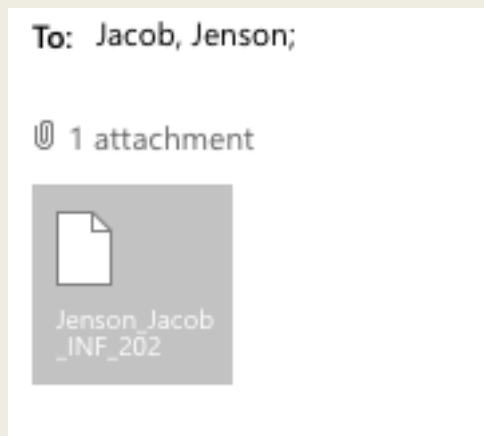 To: Jacob, Jenson;
1 attachment
Jenson_Jacob
_INF_202